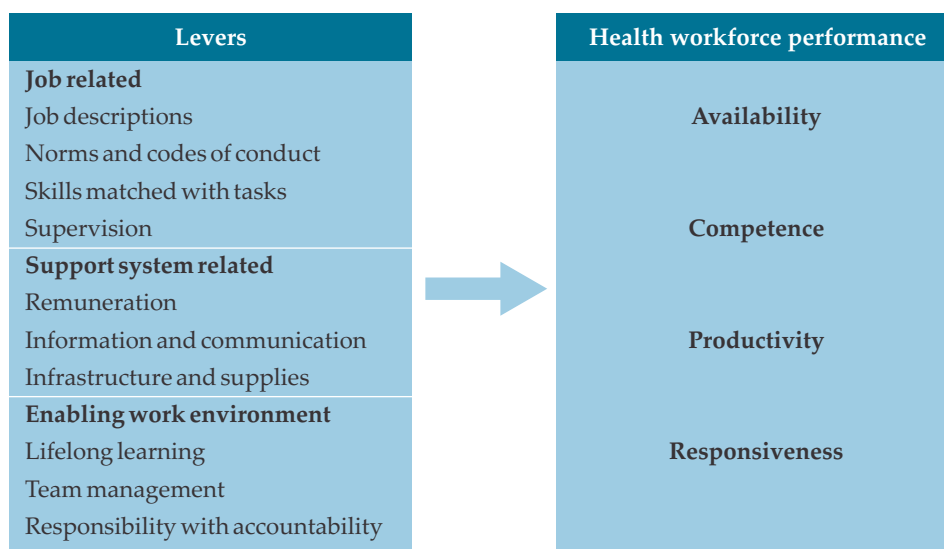 Levers
Job related
Job descriptions
Norms and codes of conduct
Skills matched with tasks
Supervision
Support system related
Remuneration
Information and communication
Infrastructure and supplies
Enabling work environment
Lifelong learning
Team management
Responsibility with accountability
Health workforce performance
Availability
Competence
Productivity
Responsiveness